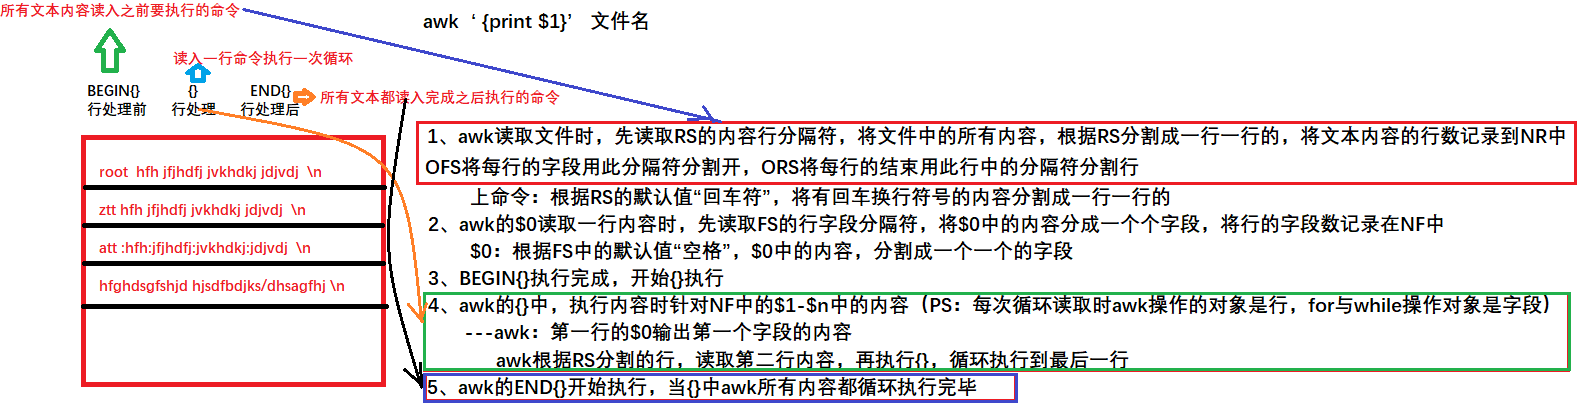 所有文本内容读入之前要执行的命令
awk ‘ {print $1}’ 文件名
读入一行命令执行一次循环
BEGIN{} {} END{}
行处理前 行处理 行处理后
所有文本都读入完成之后执行的命令
root hfh jfjhdfj jvkhdkj jdjvdj \n
ztt hfh jfjhdfj jvkhdkj jdjvdj \n
att :hfh:jfjhdfj:jvkhdkj:jdjvdj \n
hfghdsgfshjd hjsdfbdjks/dhsagfhj \n
1、awk读取文件时，先读取RS的内容行分隔符，将文件中的所有内容，根据RS分割成一行一行的，将文本内容的行数记录到NR中
OFS将每行的字段用此分隔符分割开，ORS将每行的结束用此行中的分隔符分割行
上命令：根据RS的默认值“回车符”，将有回车换行符号的内容分割成一行一行的
2、awk的$0读取一行内容时，先读取FS的行字段分隔符，将$0中的内容分成一个个字段，将行的字段数记录在NF中
$0：根据FS中的默认值“空格”，$0中的内容，分割成一个一个的字段
3、BEGIN{}执行完成，开始{}执行
4、awk的{}中，执行内容时针对NF中的$1-$n中的内容（PS：每次循环读取时awk操作的对象是行，for与while操作对象是字段）
---awk：第一行的$0输出第一个字段的内容
awk根据RS分割的行，读取第二行内容，再执行{}，循环执行到最后一行
5、awk的END{}开始执行，当{}中awk所有内容都循环执行完毕